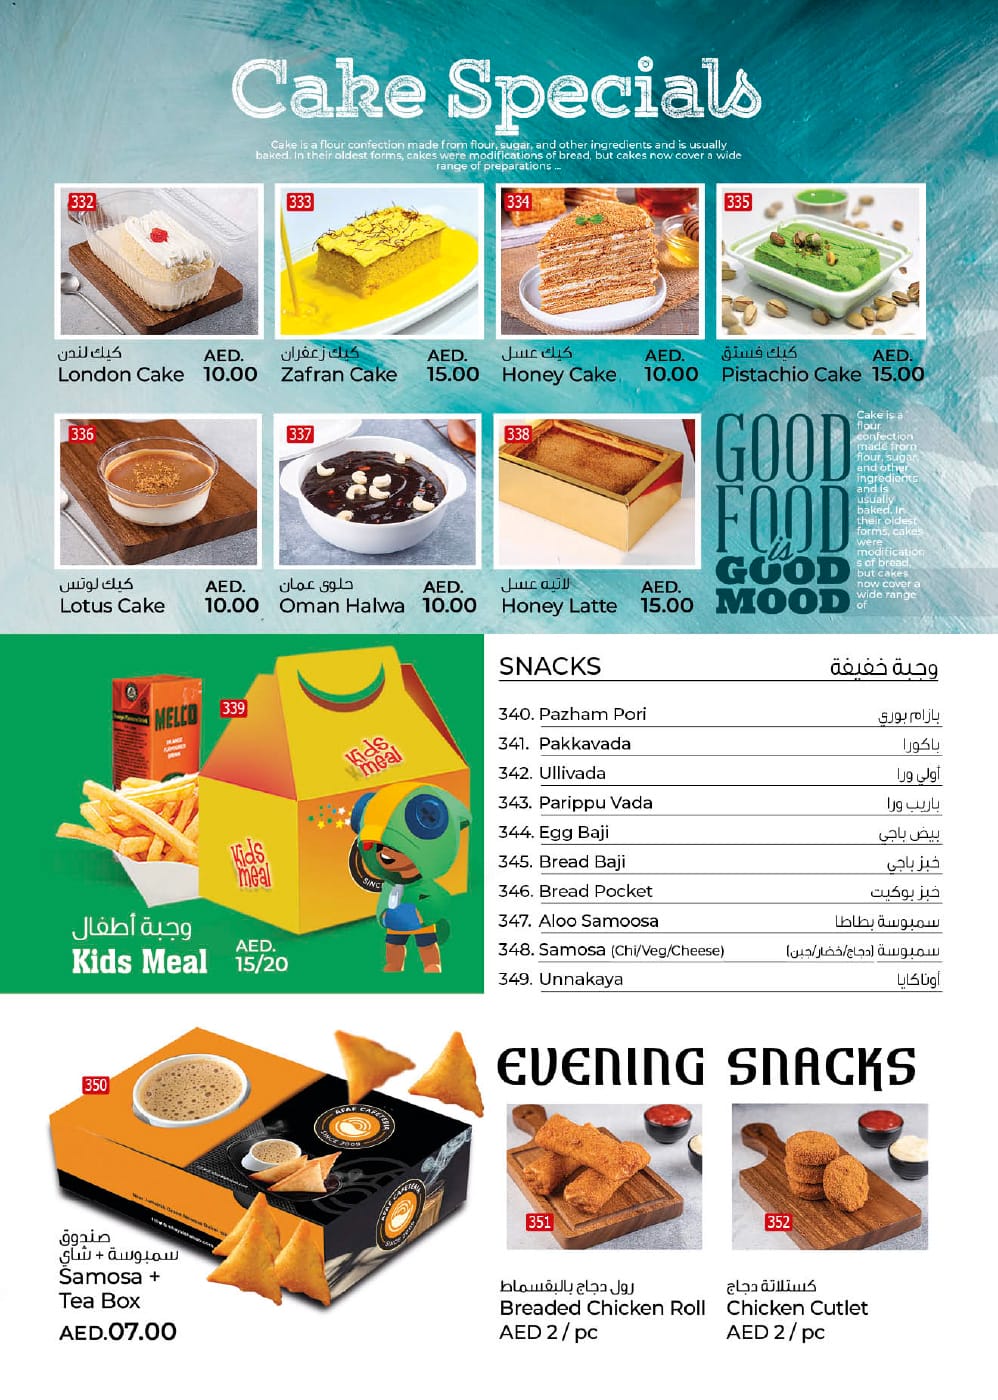 Cake Specials
Cake is a flour confection made from flour, sugar, and other ingredients and is usually
baked. In their oldest forms, cakes were modifications of bread, but cakes now cover a wide
range of preparations ...
332
333
334
335
كيك لندن
AED.
London Cake 10.00
كيك زعفران
AED.
Zafran Cake 15.00
كيك عسل
AED.
Honey Cake 10.00
كيك فستق
AED.
Pistachio Cake 15.00
336
337
338
كيك لوتس
AED.
Lotus Cake 10.00
حلوى عمان
AED.
Oman Halwa 10.00
لاتيه عسل
AED.
Honey Latte 15.00
GOOD
FOOD
is
GOOD
MOOD
Cake is a
flour
confection
made from
flour, sugar,
and other
ingredients
and is
usually
baked. In
their oldest
forms, cakes
were
modification
s of bread,
but cakes
now cover a
wide range
of
339
MELCO
Kids
meal
Kids
meal
SINCE
وجبة أطفال
Kids Meal
AED.
15/20
SNACKS وجبة خفيفة
340. Pazham Pori بازام بوري
341. Pakkavada باكورا
342. Ullivada أولي ورا
343. Parippu Vada باريب ورا
344. Egg Baji بيض باجي
345. Bread Baji خبز باجي
346. Bread Pocket خبز بوكيت
347. Aloo Samoosa سمبوسة بطاطا
348. Samosa (Chi/Veg/Cheese) سمبوسة (دجاج/خضار/جبن)
349. Unnakaya أوناكايا
350
AFAF CAFETERIA
SINCE 2009
AFAF CAFETERIA
SINCE 2009
صندوق
سمبوسة + شاي
Samosa +
Tea Box
AED.07.00
EVENING SNACKS
351
352
رول دجاج بالبقسماط
Breaded Chicken Roll
AED 2 / pc
كستلاتة دجاج
Chicken Cutlet
AED 2 / pc